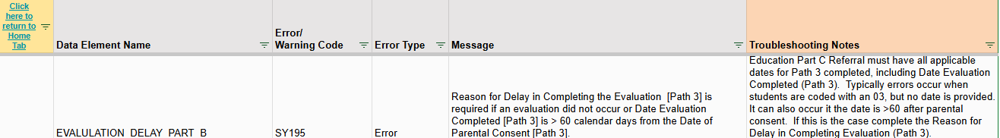 Click
here to
return to
Home
Tab
Data Element Name
Error/
Warning Code
Error Type
Message
Troubleshooting Notes
EVALULATION_DELAY_PART_B
SY195
Error
Reason for Delay in Completing the Evaluation  [Path 3] is
required if an evaluation did not occur or Date Evaluation
Completed [Path 3] is > 60 calendar days from the Date of
Parental Consent [Path 3].
Education Part C Referral must have all applicable
dates for Path 3 completed, including Date Evaluation
Completed (Path 3).  Typically errors occur when
students are coded with an 03, but no date is provided.
It can also occur it the date is >60 after parental
consent.  If this is the case complete the Reason for
Delay in Completing Evaluation (Path 3).